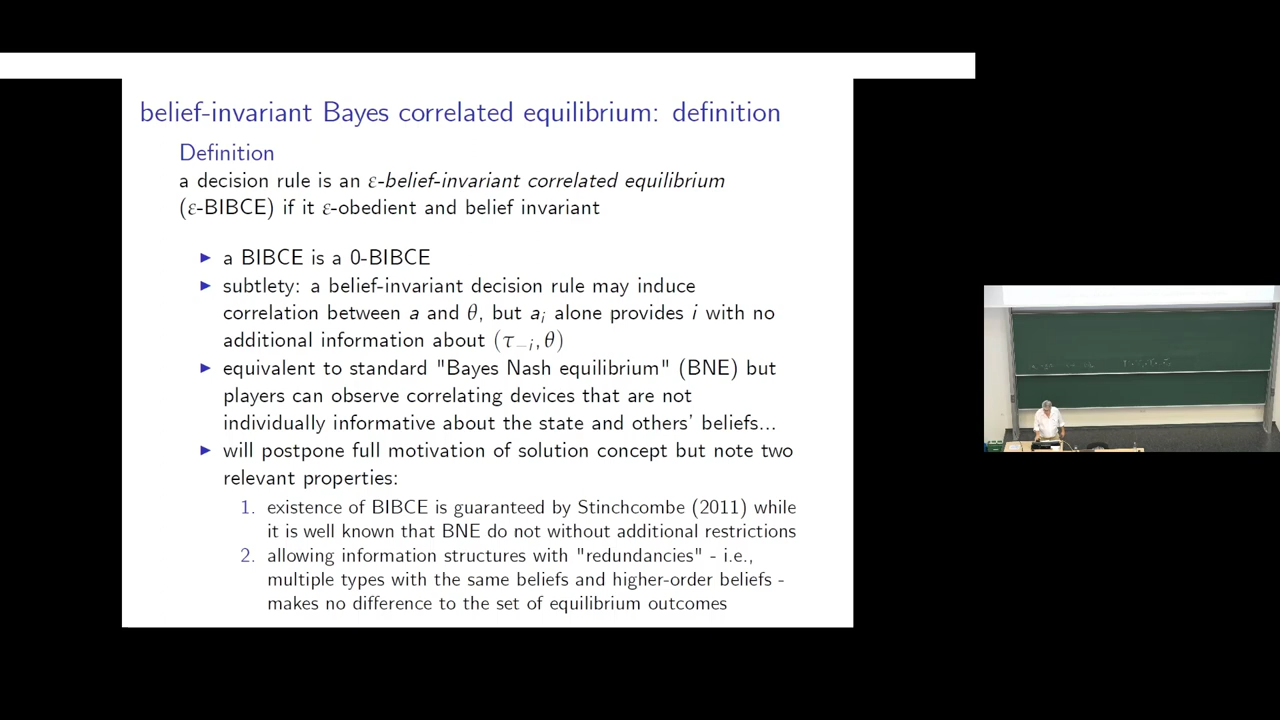 belief-invariant Bayes correlated equilibrium: definition
Definition
a decision rule is an ε-belief-invariant correlated equilibrium
(ε-BIBCE) if it ε-obedient and belief invariant
▶ a BIBCE is a 0-BIBCE
▶ subtlety: a belief-invariant decision rule may induce
correlation between a and θ, but aᵢ alone provides i with no
additional information about (τ₋ᵢ, θ)
▶ equivalent to standard "Bayes Nash equilibrium" (BNE) but
players can observe correlating devices that are not
individually informative about the state and others' beliefs...
▶ will postpone full motivation of solution concept but note two
relevant properties:
1. existence of BIBCE is guaranteed by Stinchcombe (2011) while
it is well known that BNE do not without additional restrictions
2. allowing information structures with "redundancies" - i.e.,
multiple types with the same beliefs and higher-order beliefs -
makes no difference to the set of equilibrium outcomes